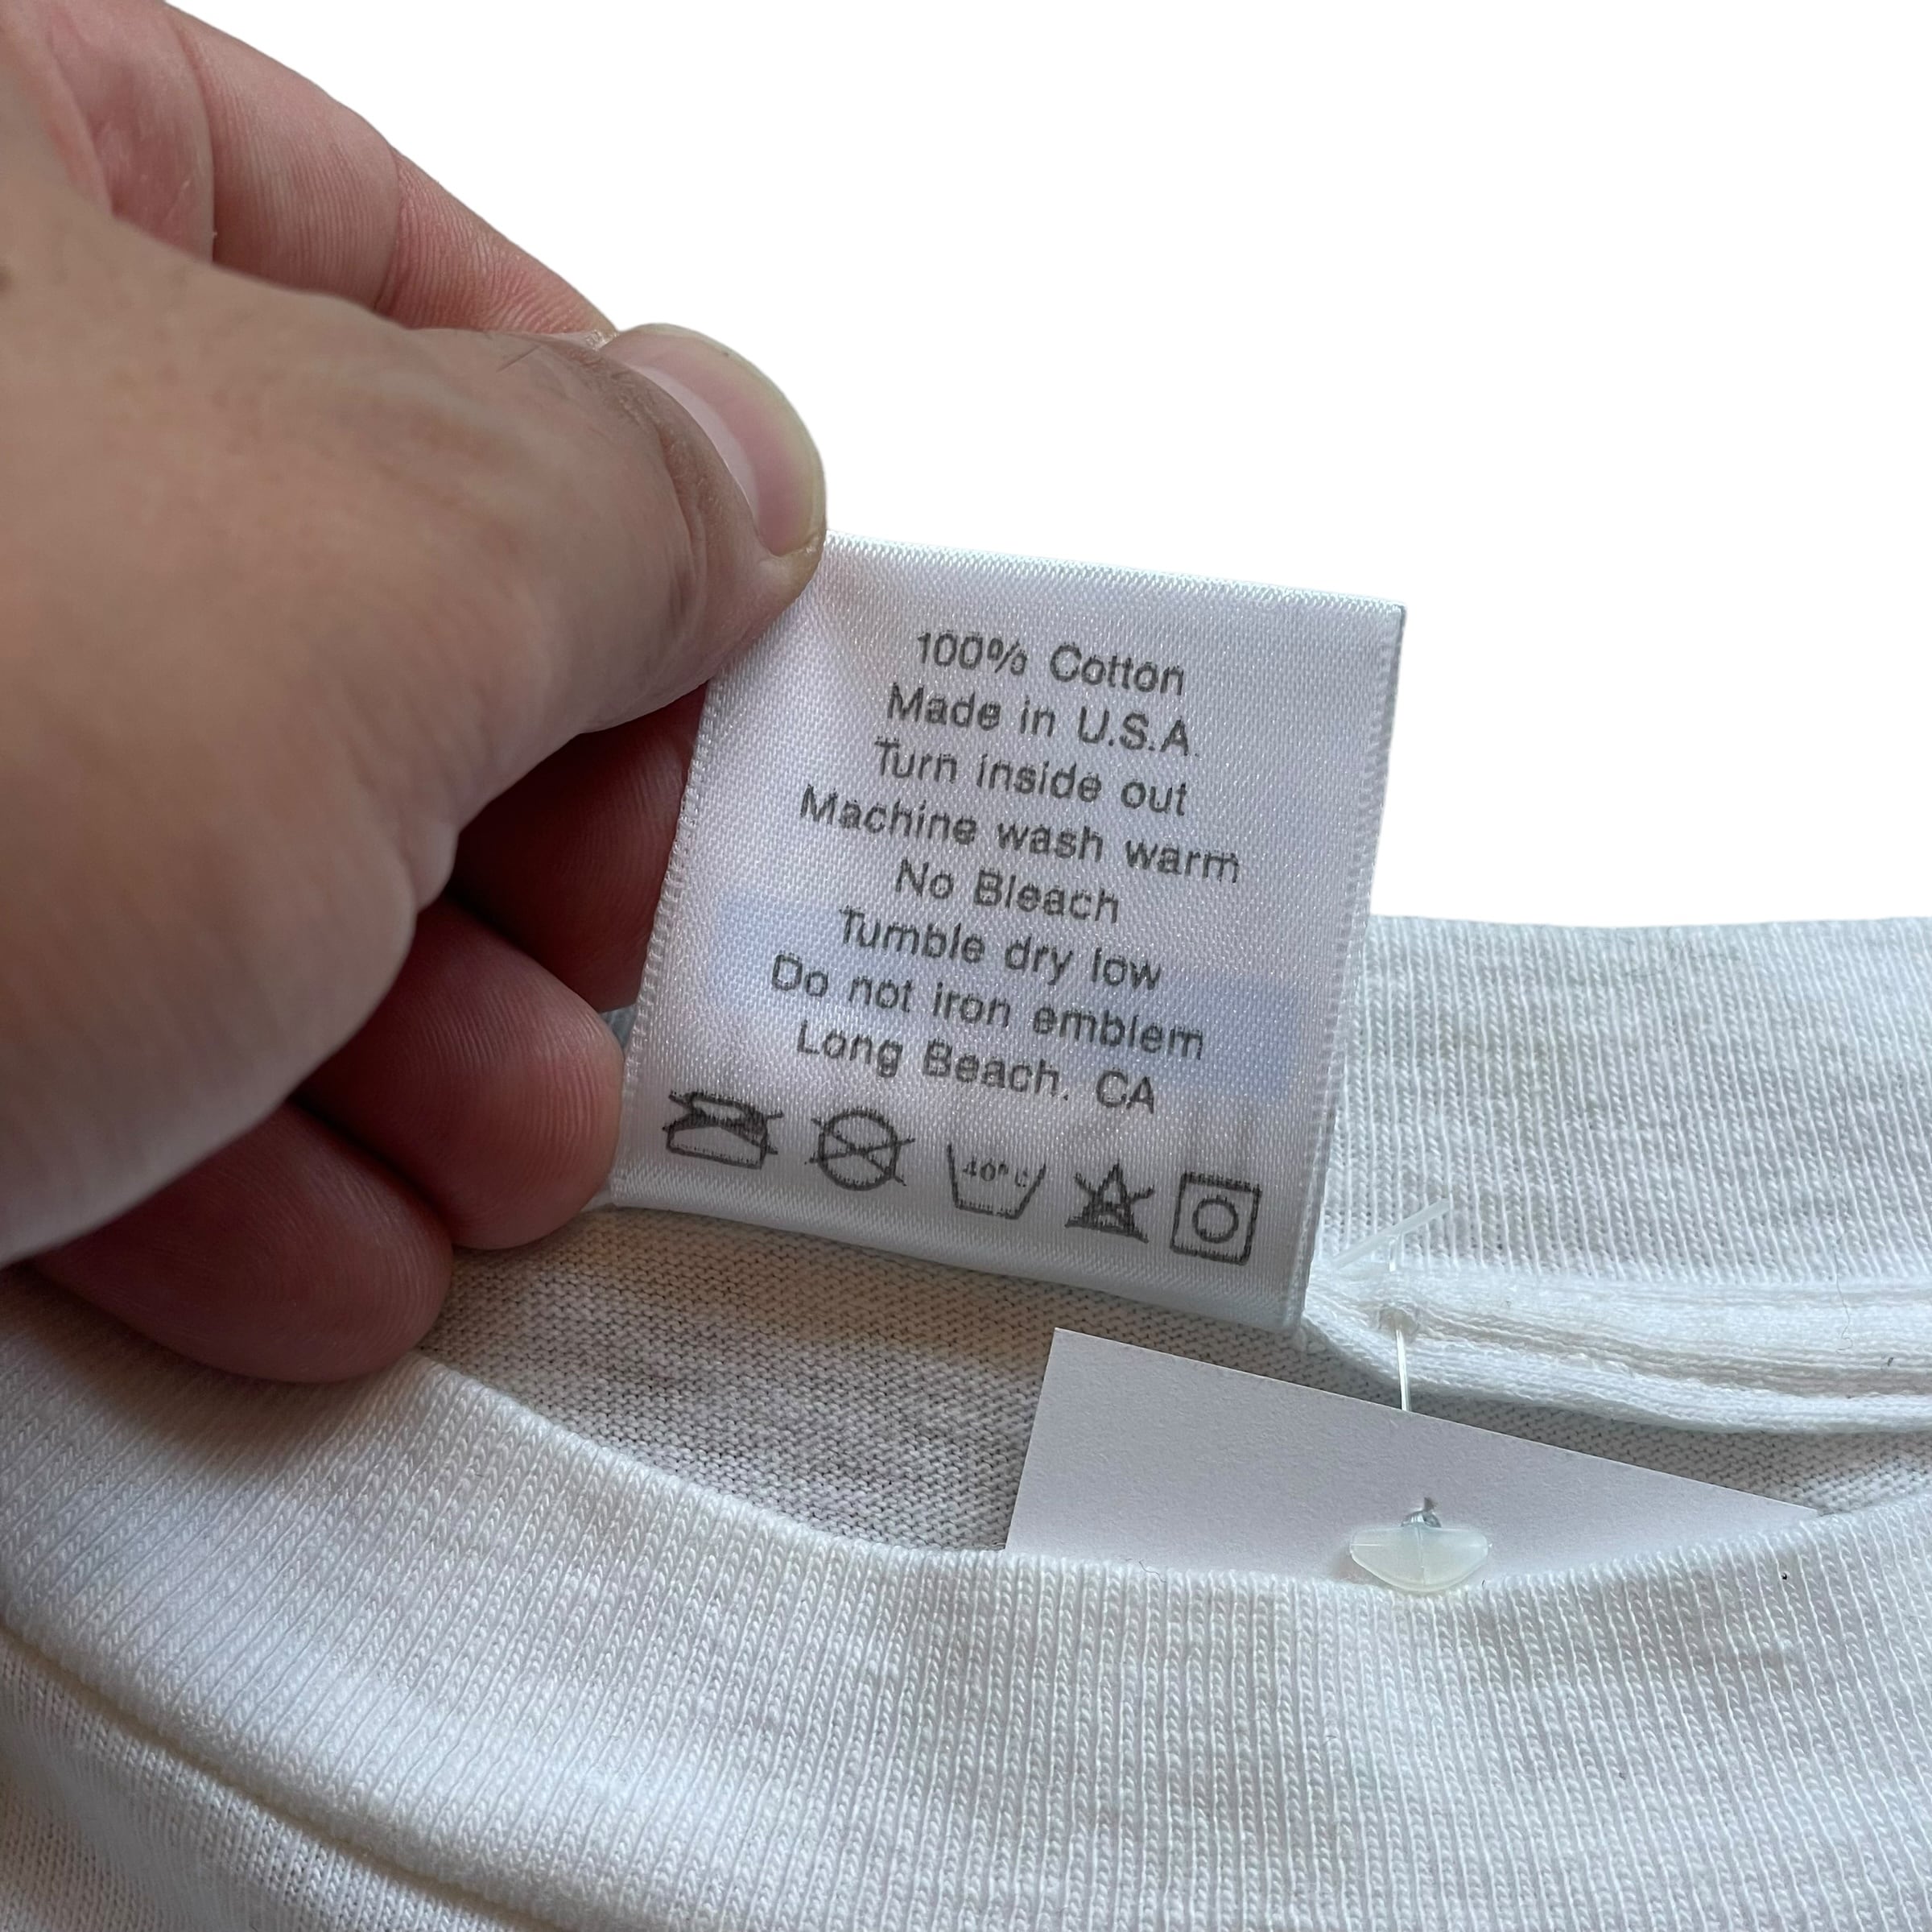 100% Cotton
Made in U.S.A.
Turn inside out
Machine wash warm
No Bleach
Tumble dry low
Do not iron emblem
Long Beach, CA
40°C